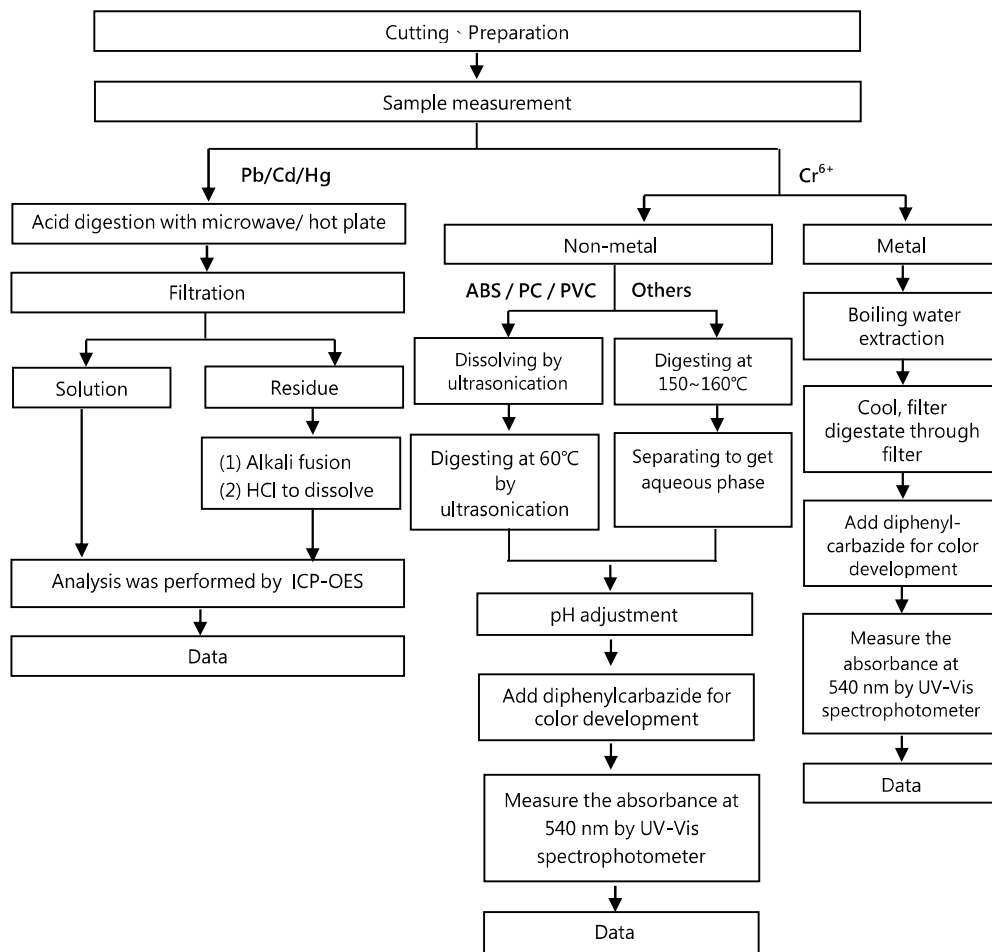 Cutting、Preparation
Sample measurement
Pb/Cd/Hg
Cr⁶⁺
Acid digestion with microwave/ hot plate
Filtration
Solution
Residue
(1) Alkali fusion
(2) HCl to dissolve
Analysis was performed by ICP-OES
Data
Non-metal
ABS / PC / PVC
Others
Dissolving by
ultrasonication
Digesting at 60℃
by
ultrasonication
Digesting at
150~160℃
Separating to get
aqueous phase
pH adjustment
Add diphenylcarbazide for
color development
Measure the absorbance at
540 nm by UV-Vis
spectrophotometer
Data
Metal
Boiling water
extraction
Cool, filter
digestate through
filter
Add diphenyl-
carbazide for color
development
Measure the
absorbance at
540 nm by UV-Vis
spectrophotometer
Data